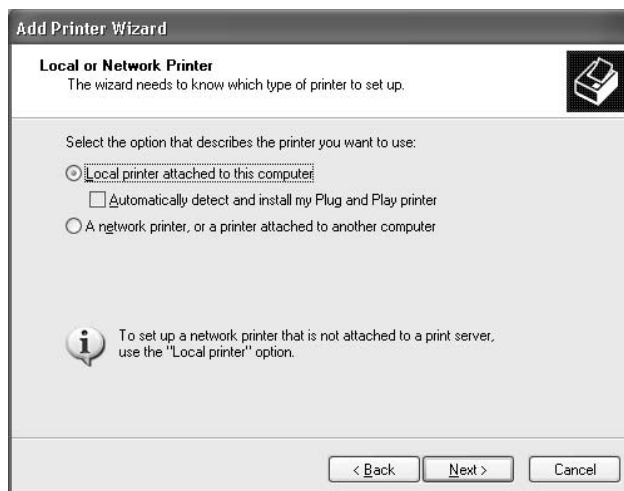 Add Printer Wizard
Local or Network Printer
The wizard needs to know which type of printer to set up.
Select the option that describes the printer you want to use:
Local printer attached to this computer
Automatically detect and install my Plug and Play printer
A network printer, or a printer attached to another computer
To set up a network printer that is not attached to a print server,
use the "Local printer" option.
< Back Next > Cancel